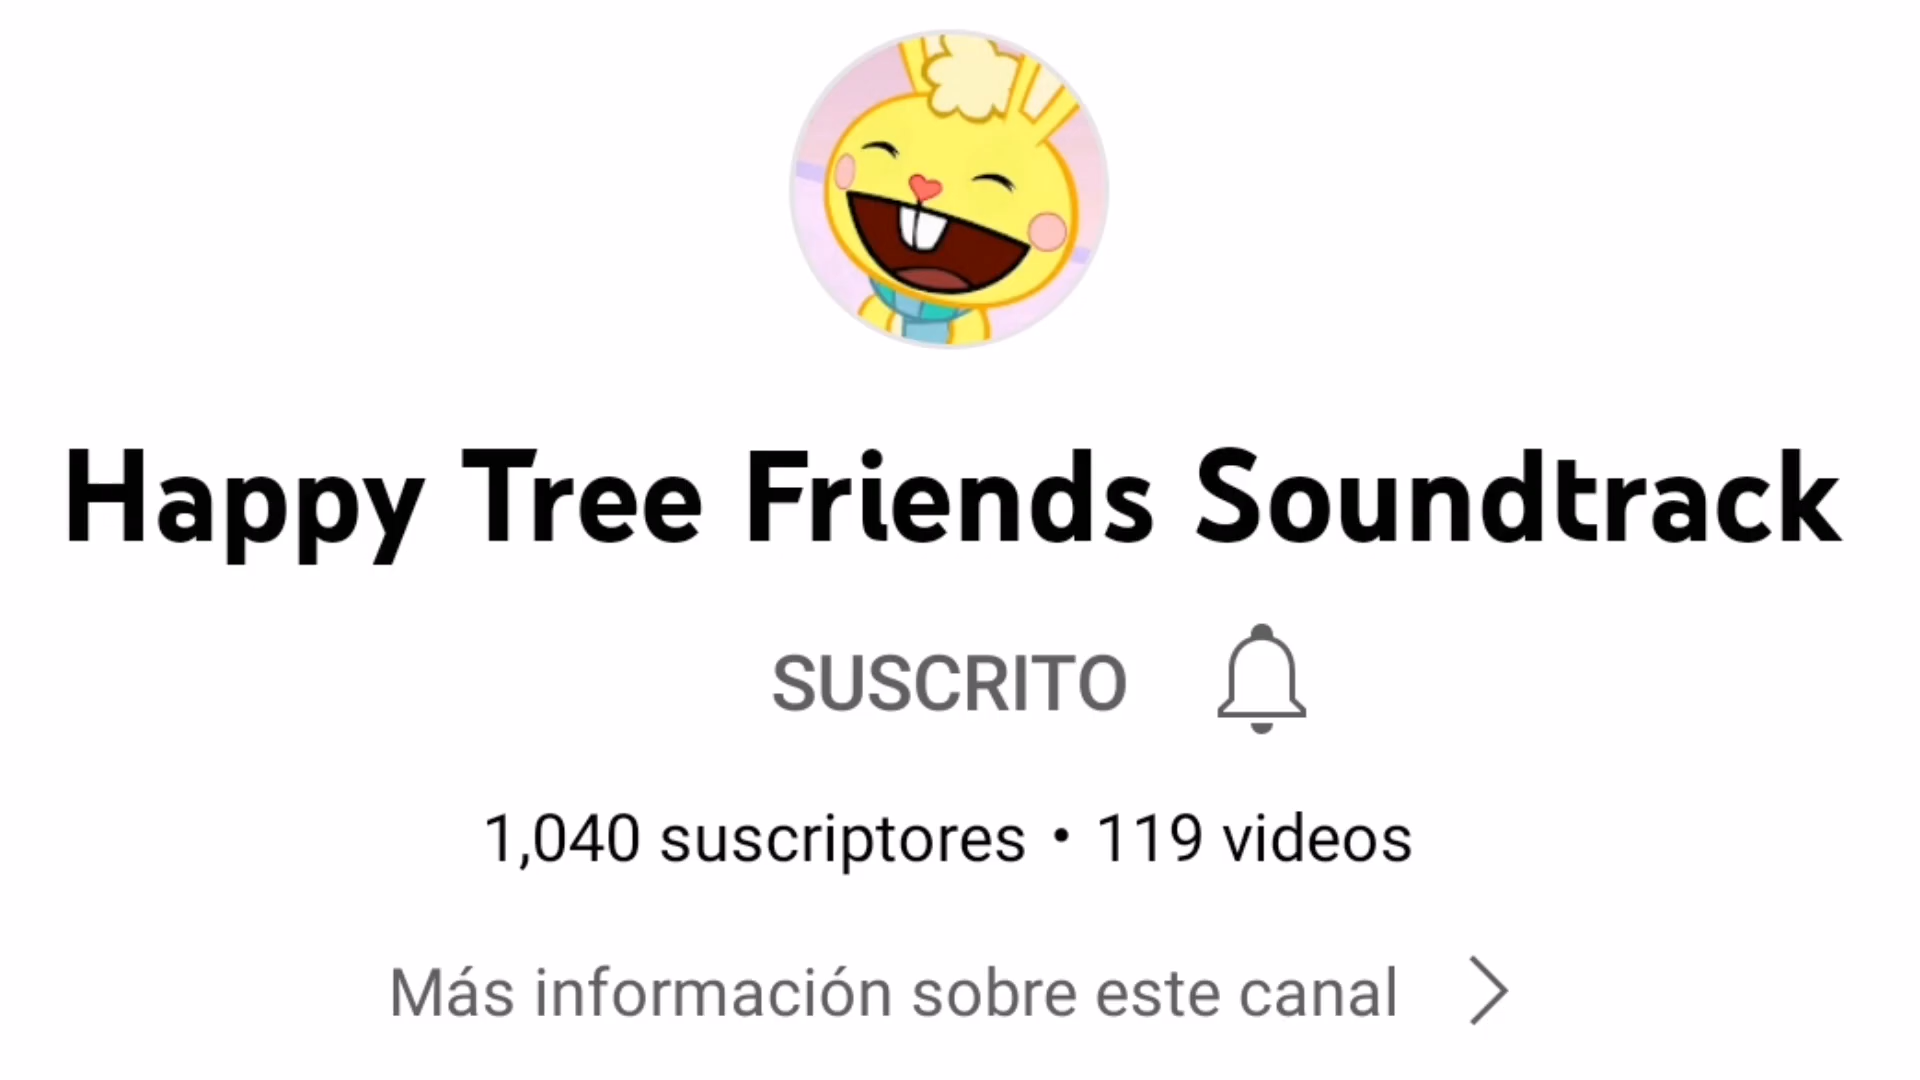 Happy Tree Friends Soundtrack
SUSCRITO
1,040 suscriptores • 119 videos
Más información sobre este canal